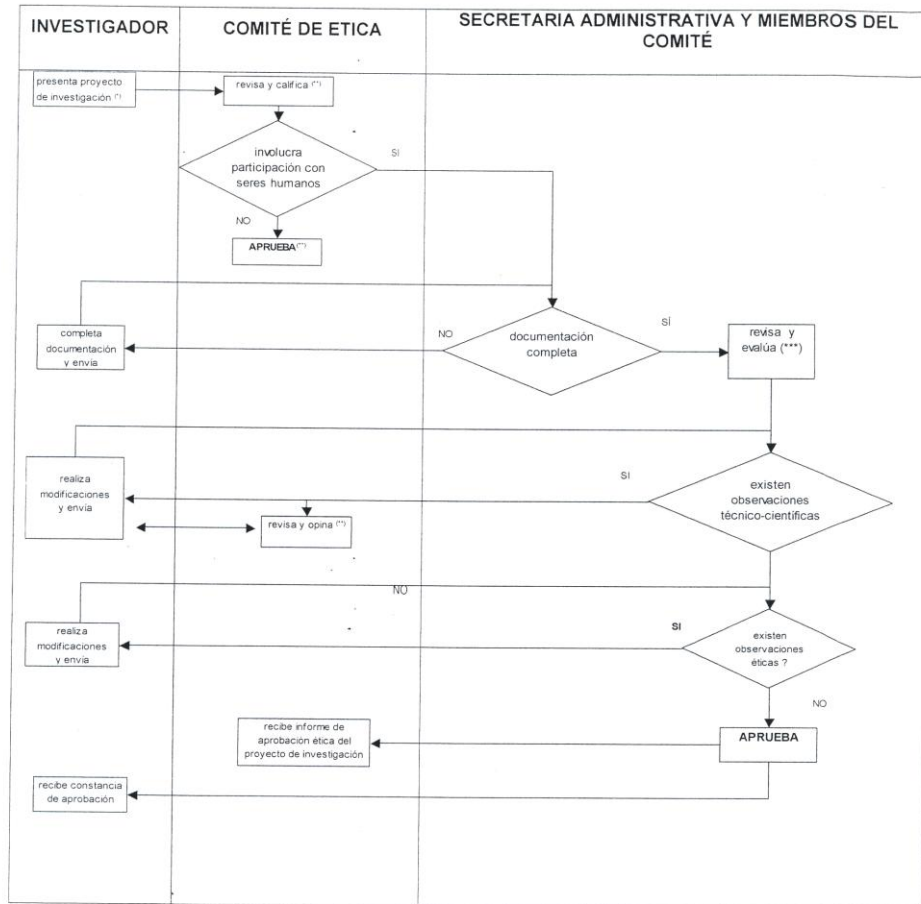 INVESTIGADOR
COMITÉ DE ETICA
SECRETARIA ADMINISTRATIVA Y MIEMBROS DEL
COMITÉ
presenta proyecto
de investigación (*)
revisa y califica (**)
involucra
participación con
seres humanos
SI
NO
APRUEBA(**)
completa
documentación
y envia
NO
documentación
completa
SÍ
revisa y
evalúa (***)
realiza
modificaciones
y envia
SI
existen
observaciones
técnico-científicas
revisa y opina (**)
NO
realiza
modificaciones
y envia
SI
existen
observaciones
éticas ?
NO
recibe informe de
aprobación ética del
proyecto de investigación
APRUEBA
recibe constancia
de aprobación